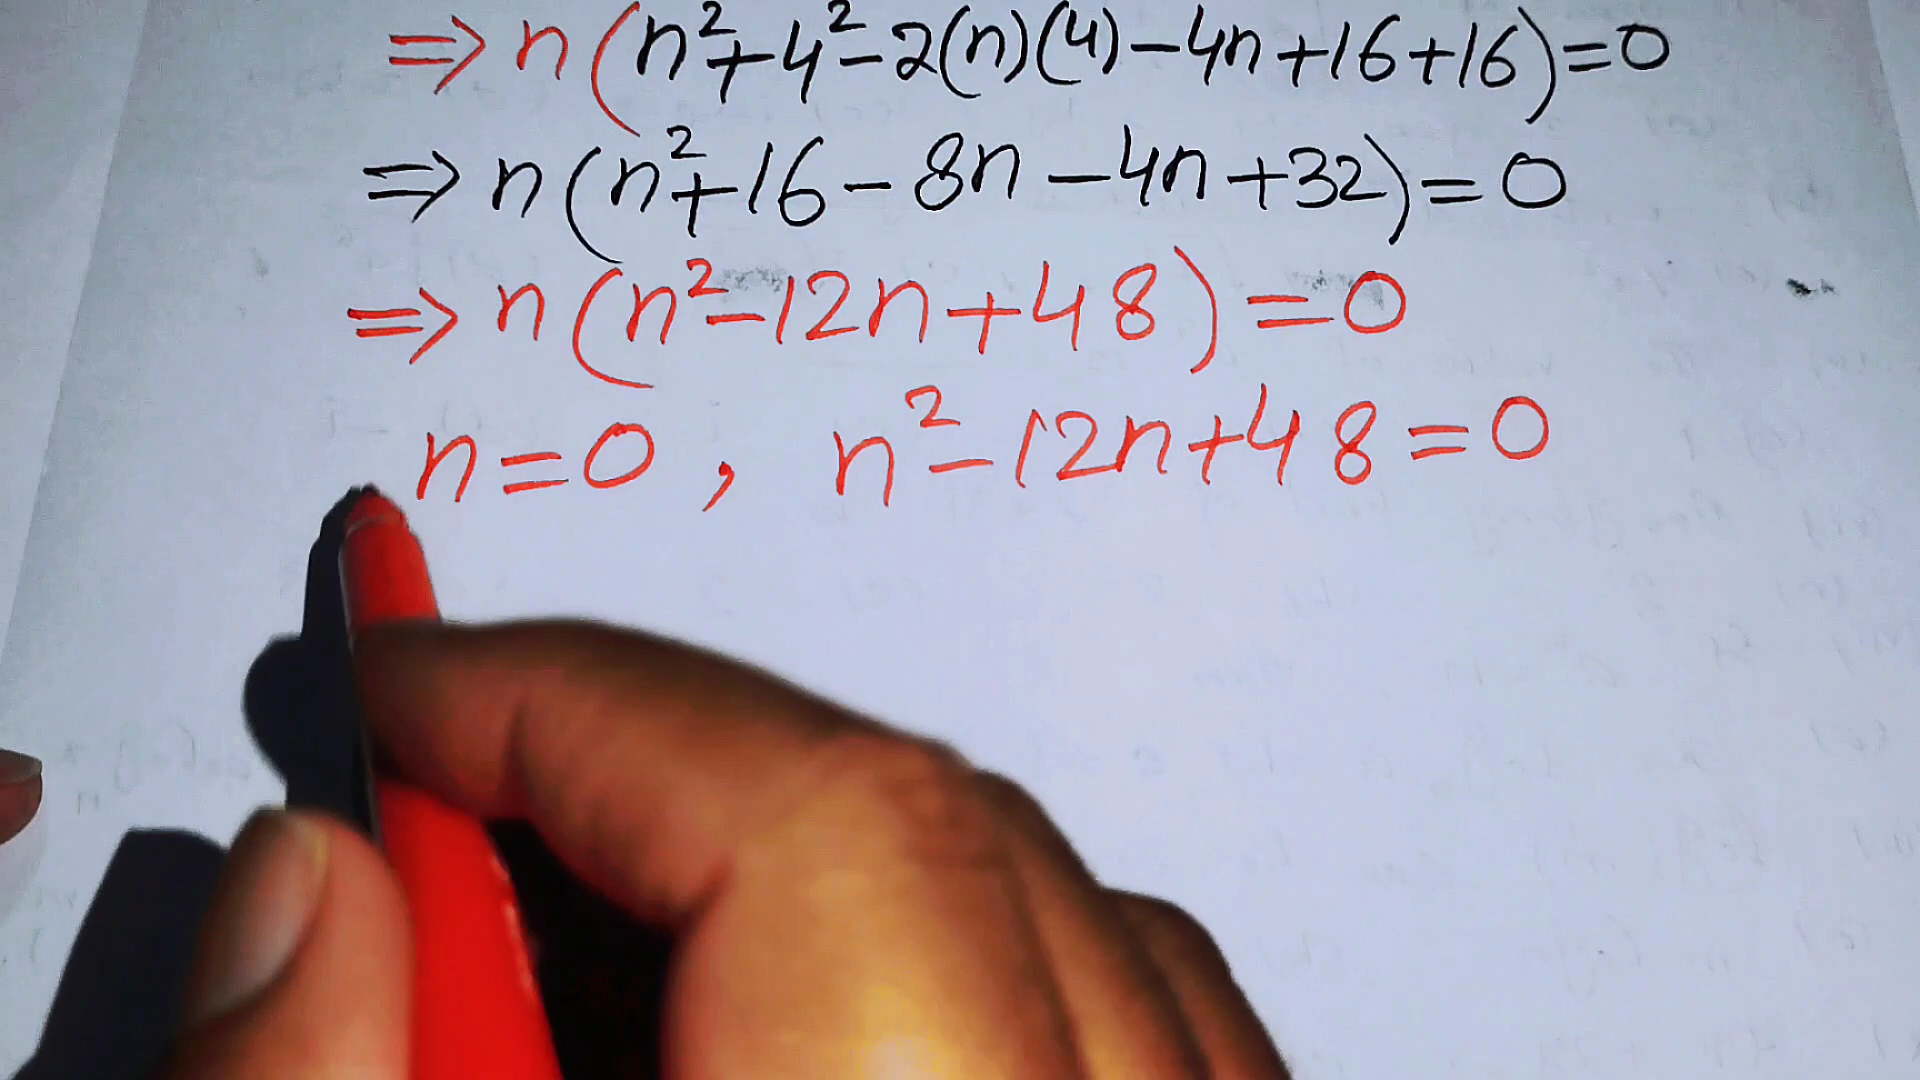 ⇒ n(n²+4²-2(n)(4)-4n+16+16)=0
⇒ n(n²+16-8n-4n+32)=0
⇒ n(n²-12n+48)=0
n=0, n²-12n+48=0